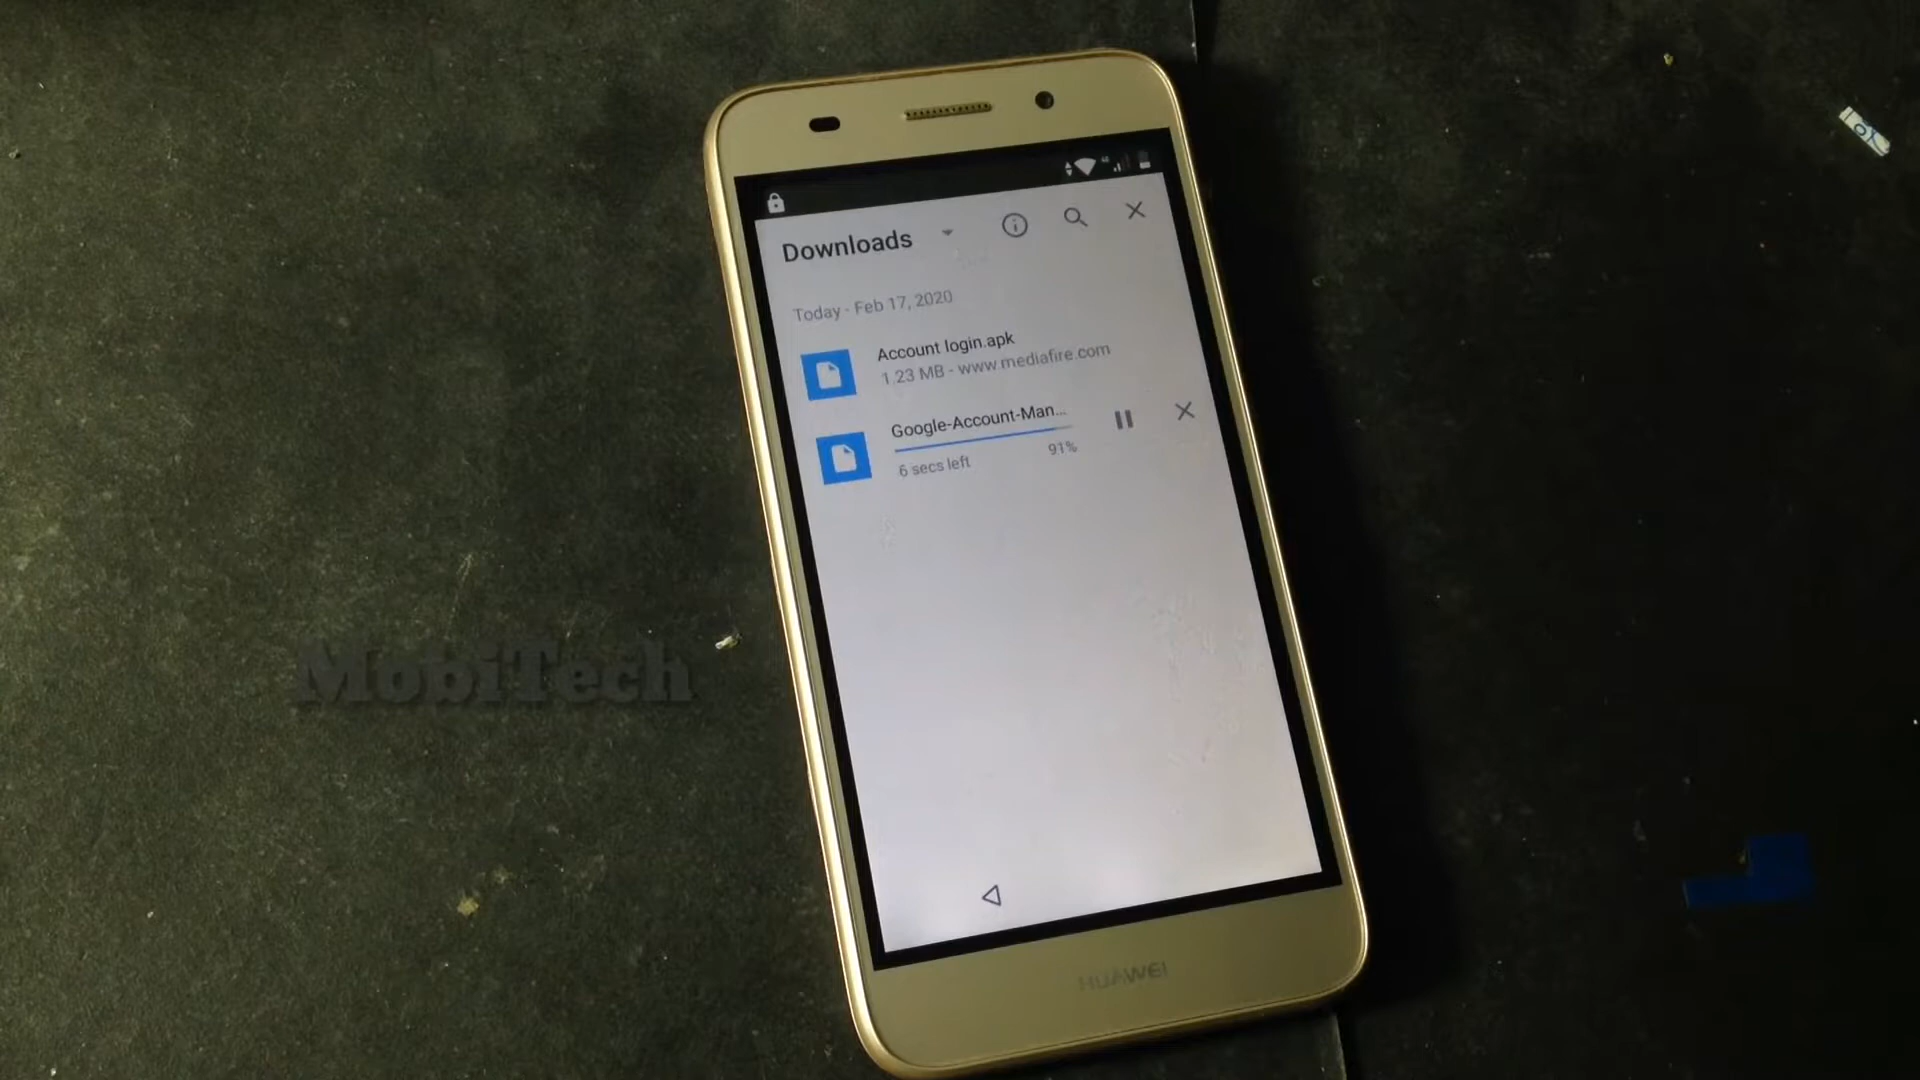 Downloads
Today - Feb 17, 2020
Account login.apk
1.23 MB - www.mediafire.com
Google-Account-Man...
6 secs left
91%
MobiTech
HUAWEI